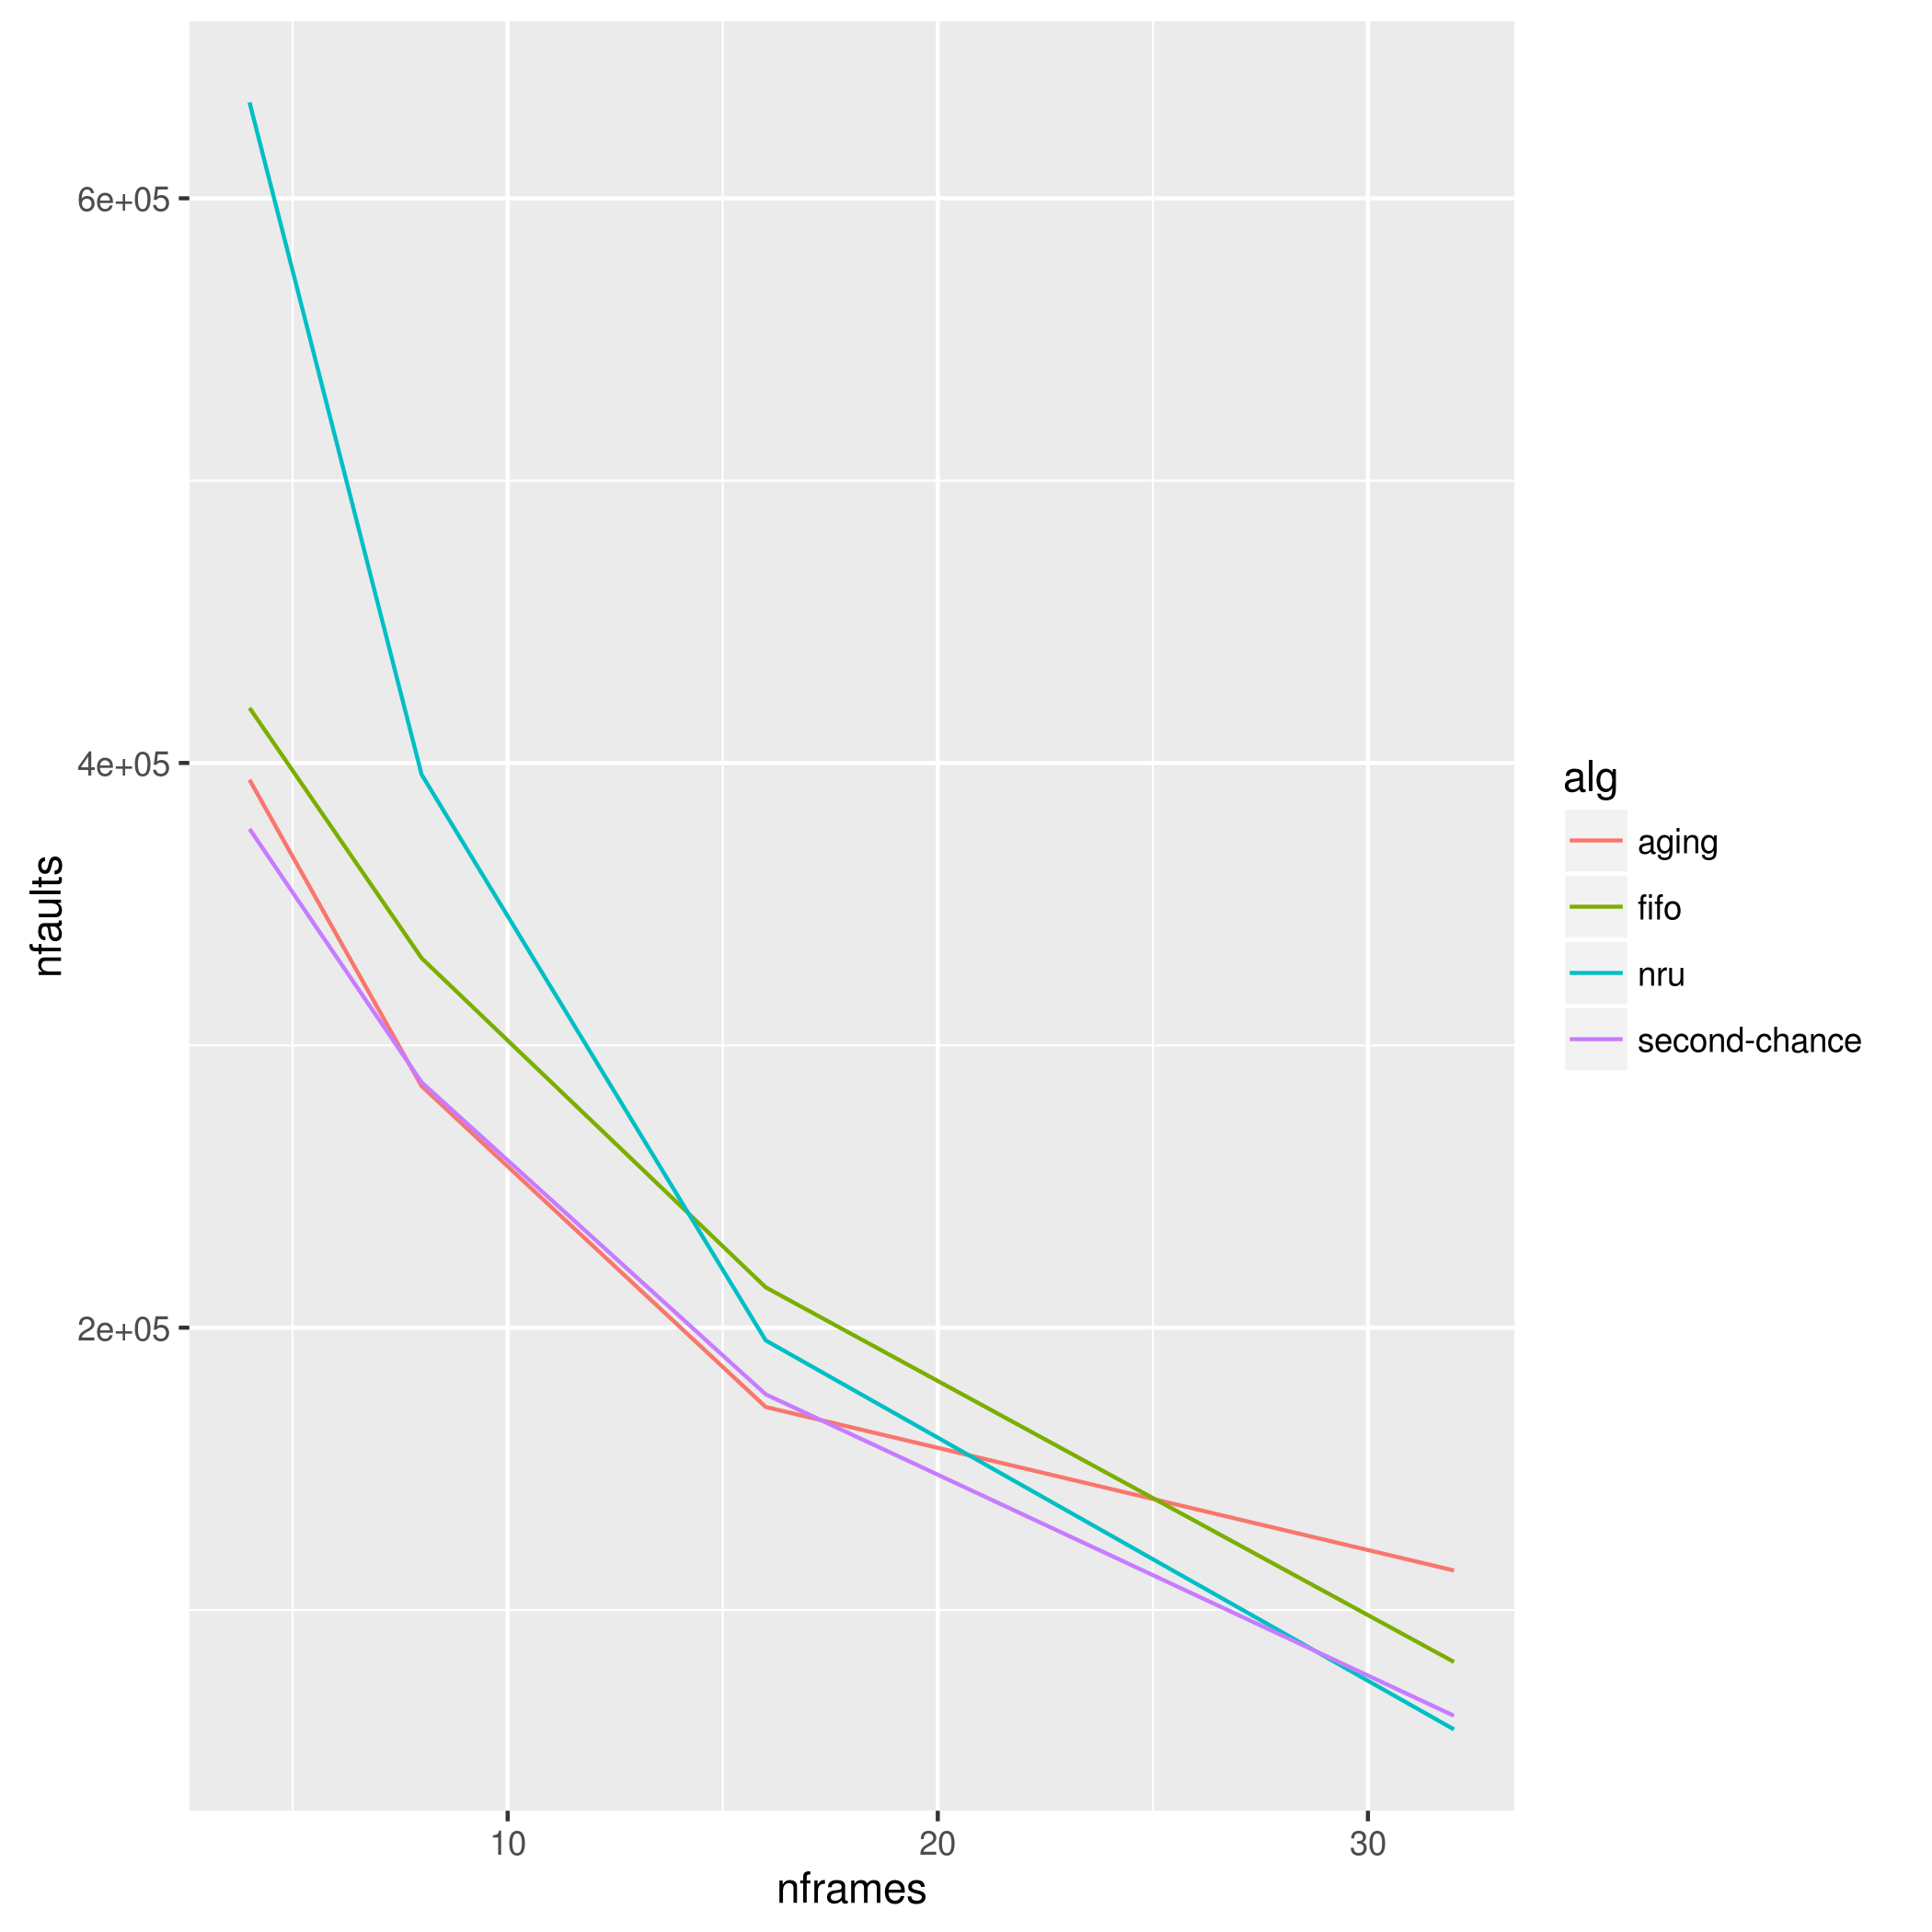 6e+05
4e+05
2e+05
nfaults
10 20 30
nframes
alg
aging
fifo
nru
second-chance